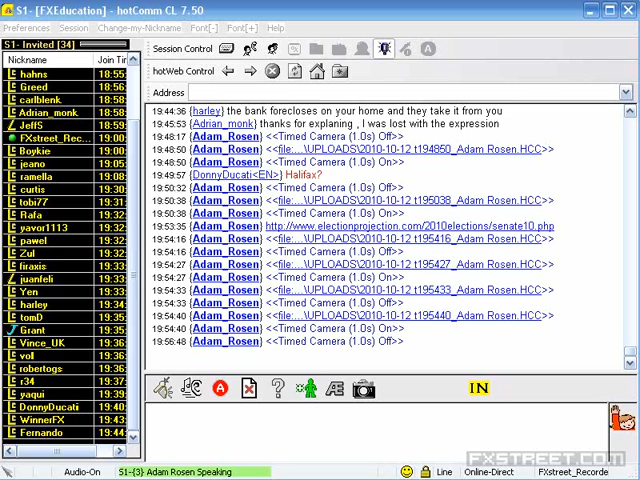 S1- [FXEducation] - hotComm CL 7.50
Preferences Session Change-my-Nickname Font[-] Font[+] Help
S1- Invited [34]
Session Control
Nickname Join Tim
hotWeb Control
Address
hahns 18:55:
Greed 18:56:
carlblenk 18:58:
Adrian_monk 18:58:
JeffS 18:59:
FXstreet_Rec... 19:00:
Boykie 19:11:
jeano 19:15:
ramella 19:08:
curtis 19:30:
tobi77 19:31:
Rafa 19:32:
yavor1113 19:32:
pawel 19:32:
Zul 19:32:
firaxis 19:33:
juanfeli 19:33:
Yen 19:33:
harley 19:34:
tomD 19:35:
Grant 19:35:
Vince_UK 19:36:
vol 19:36:
robertogs 19:36:
r34 19:37:
yaqui 19:39:
DonnyDucati 19:40:
WinnerFX 19:43:
Fernando 19:44:
19:44:36 {harley} the bank forecloses on your home and they take it from you
19:45:53 {Adrian_monk} thanks for explaning , I was lost with the expression
19:48:17 {Adam_Rosen} <<Timed Camera (1.0s) Off>>
19:48:50 {Adam_Rosen} <<file:...\UPLOADS\2010-10-12 t194850_Adam Rosen.HCC>>
19:48:50 {Adam_Rosen} <<Timed Camera (1.0s) On>>
19:49:57 {DonnyDucati<EN>} Halifax?
19:50:32 {Adam_Rosen} <<Timed Camera (1.0s) Off>>
19:50:38 {Adam_Rosen} <<file:...\UPLOADS\2010-10-12 t195038_Adam Rosen.HCC>>
19:50:38 {Adam_Rosen} <<Timed Camera (1.0s) On>>
19:53:35 {Adam_Rosen} http://www.electionprojection.com/2010elections/senate10.php
19:54:16 {Adam_Rosen} <<file:...\UPLOADS\2010-10-12 t195416_Adam Rosen.HCC>>
19:54:16 {Adam_Rosen} <<Timed Camera (1.0s) Off>>
19:54:27 {Adam_Rosen} <<file:...\UPLOADS\2010-10-12 t195427_Adam Rosen.HCC>>
19:54:27 {Adam_Rosen} <<Timed Camera (1.0s) On>>
19:54:33 {Adam_Rosen} <<file:...\UPLOADS\2010-10-12 t195433_Adam Rosen.HCC>>
19:54:33 {Adam_Rosen} <<Timed Camera (1.0s) Off>>
19:54:40 {Adam_Rosen} <<file:...\UPLOADS\2010-10-12 t195440_Adam Rosen.HCC>>
19:54:40 {Adam_Rosen} <<Timed Camera (1.0s) On>>
19:56:48 {Adam_Rosen} <<Timed Camera (1.0s) Off>>
IN
FXSTREET.COM
Audio-On S1-{3} Adam Rosen Speaking Line Online-Direct FXstreet_Recorde